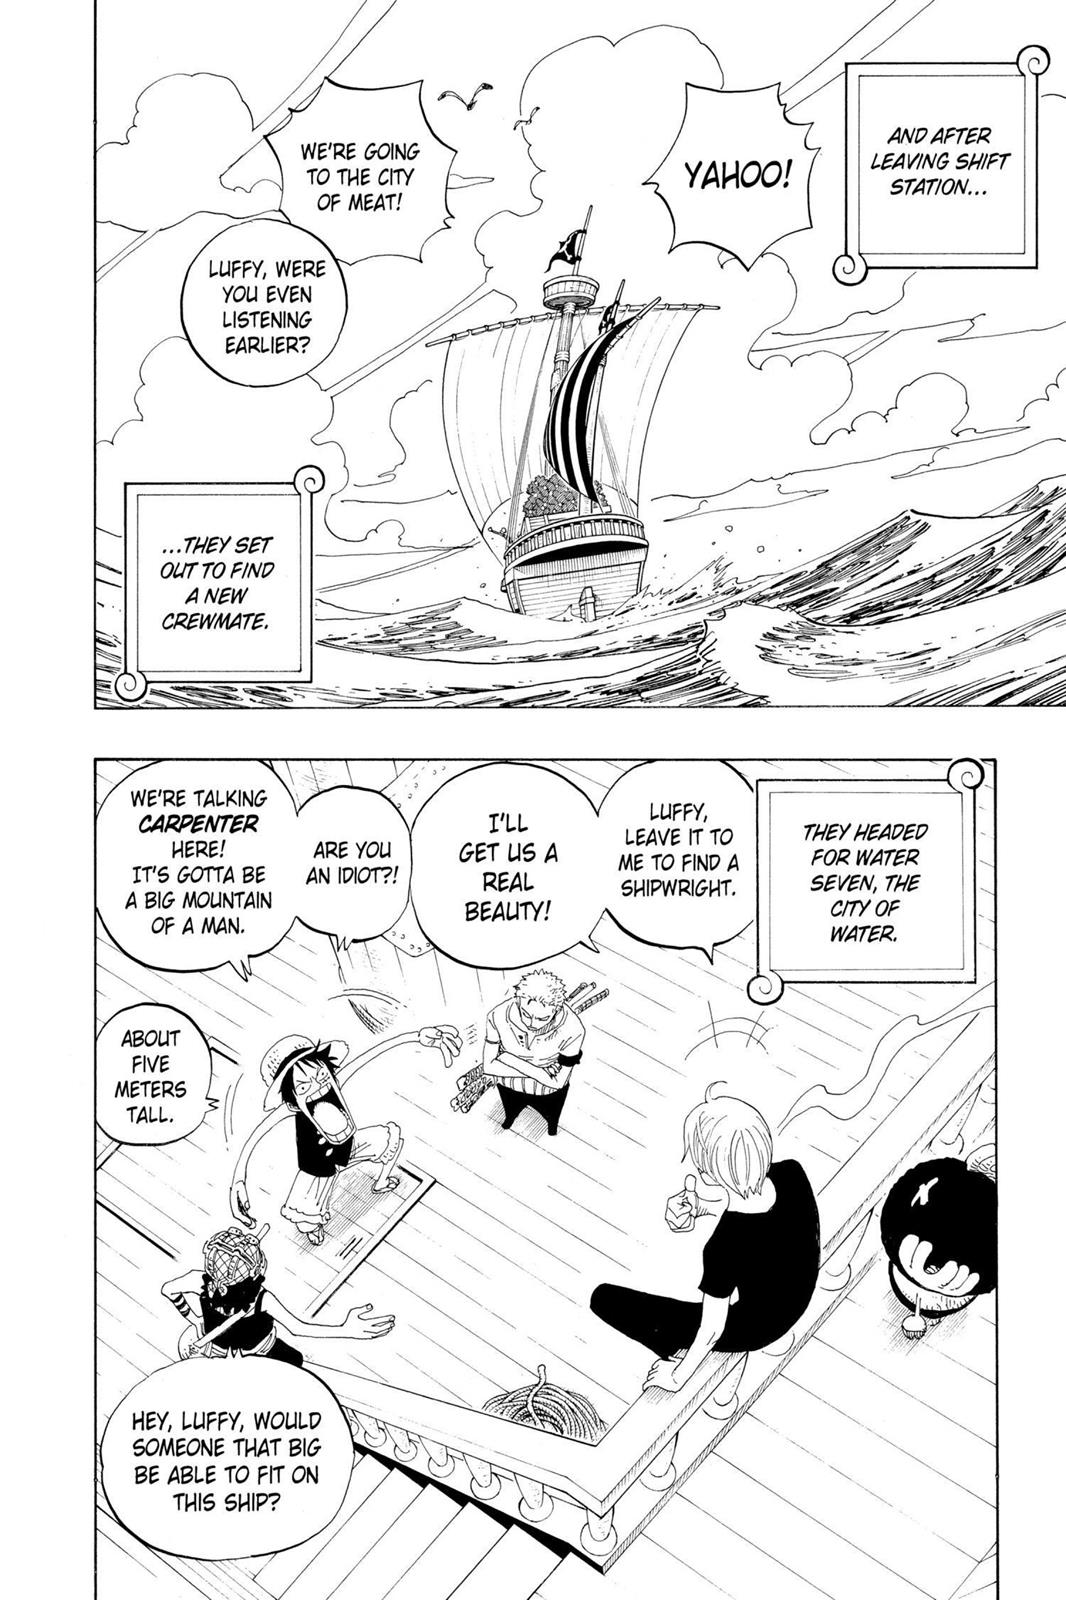 AND AFTER
LEAVING SHIFT
STATION...
YAHOO!
WE'RE GOING
TO THE CITY
OF MEAT!
LUFFY, WERE
YOU EVEN
LISTENING
EARLIER?
...THEY SET
OUT TO FIND
A NEW
CREWMATE.
THEY HEADED
FOR WATER
SEVEN, THE
CITY OF
WATER.
LUFFY,
LEAVE IT TO
ME TO FIND A
SHIPWRIGHT.
I'LL
GET US A
REAL
BEAUTY!
ARE YOU
AN IDIOT?!
WE'RE TALKING
CARPENTER
HERE!
IT'S GOTTA BE
A BIG MOUNTAIN
OF A MAN.
ABOUT
FIVE
METERS
TALL.
HEY, LUFFY, WOULD
SOMEONE THAT BIG
BE ABLE TO FIT ON
THIS SHIP?